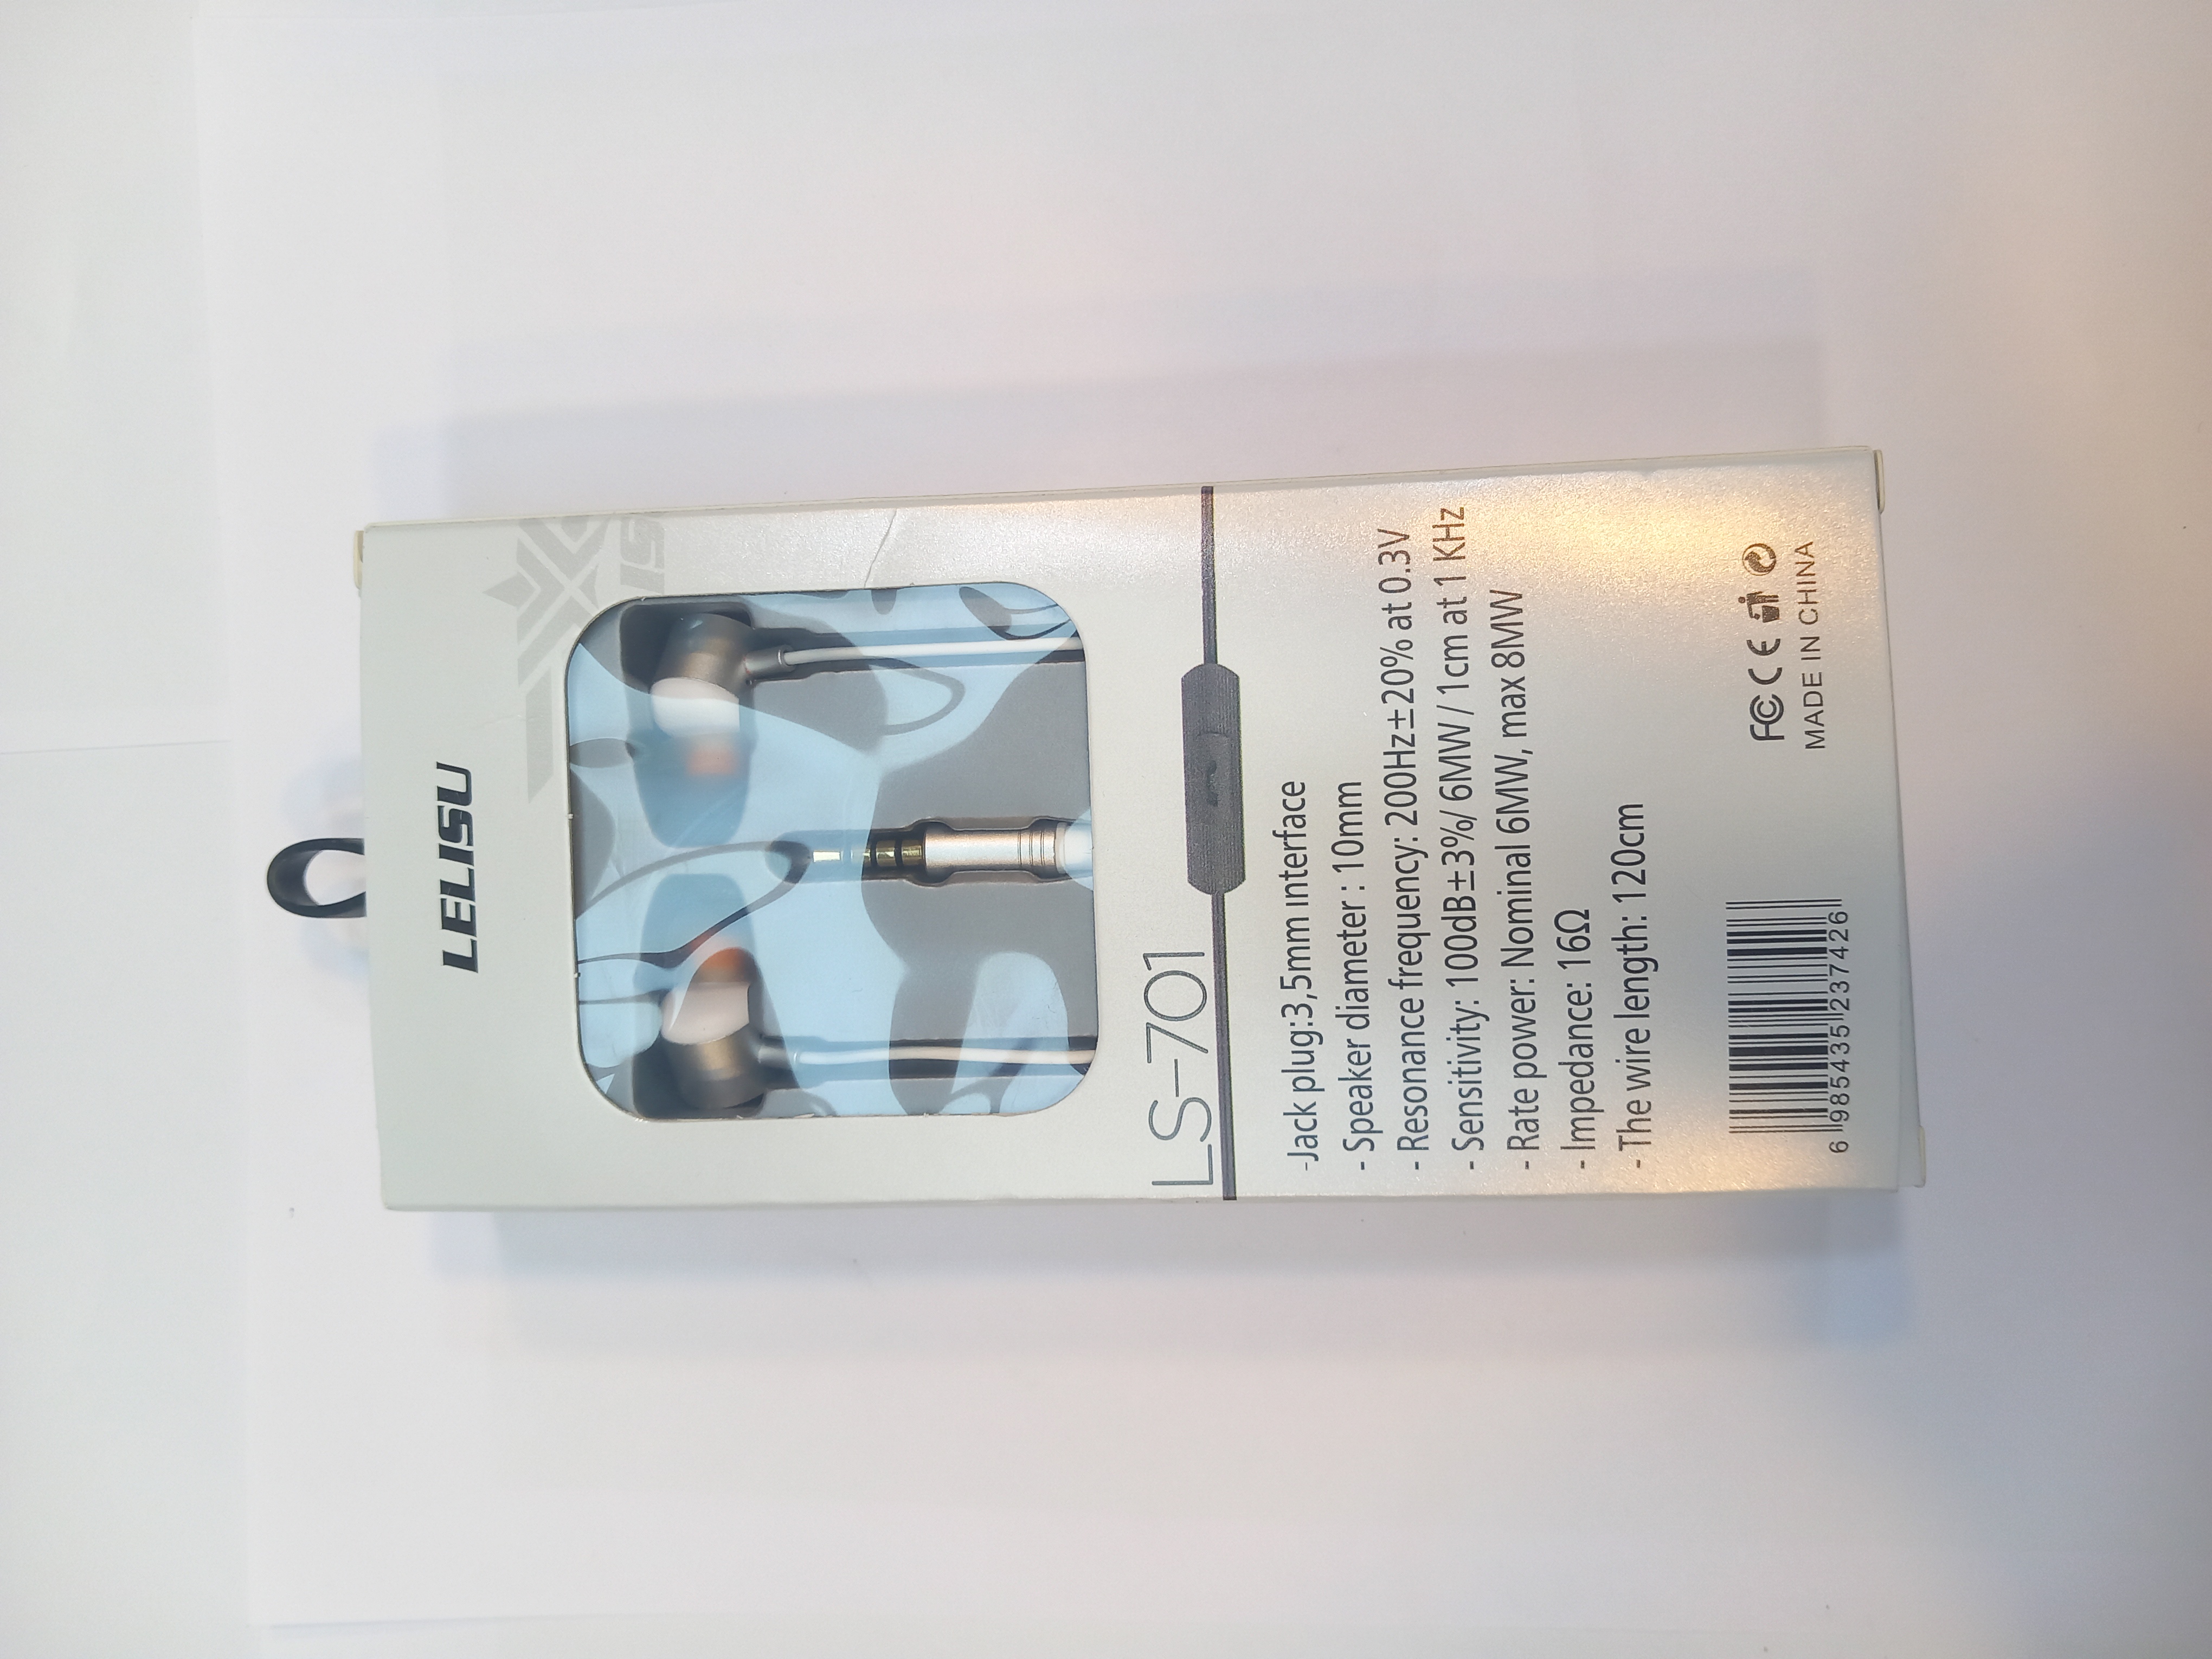 LELISU
LS-701
-Jack plug:3,5mm interface
- Speaker diameter : 10mm
- Resonance frequency: 200Hz±20% at 0.3V
- Sensitivity: 100dB±3%/ 6MW / 1cm at 1 KHz
- Rate power: Nominal 6MW, max 8MW
- Impedance: 16Ω
- The wire length: 120cm
FC CE
MADE IN CHINA
6 985435 237426